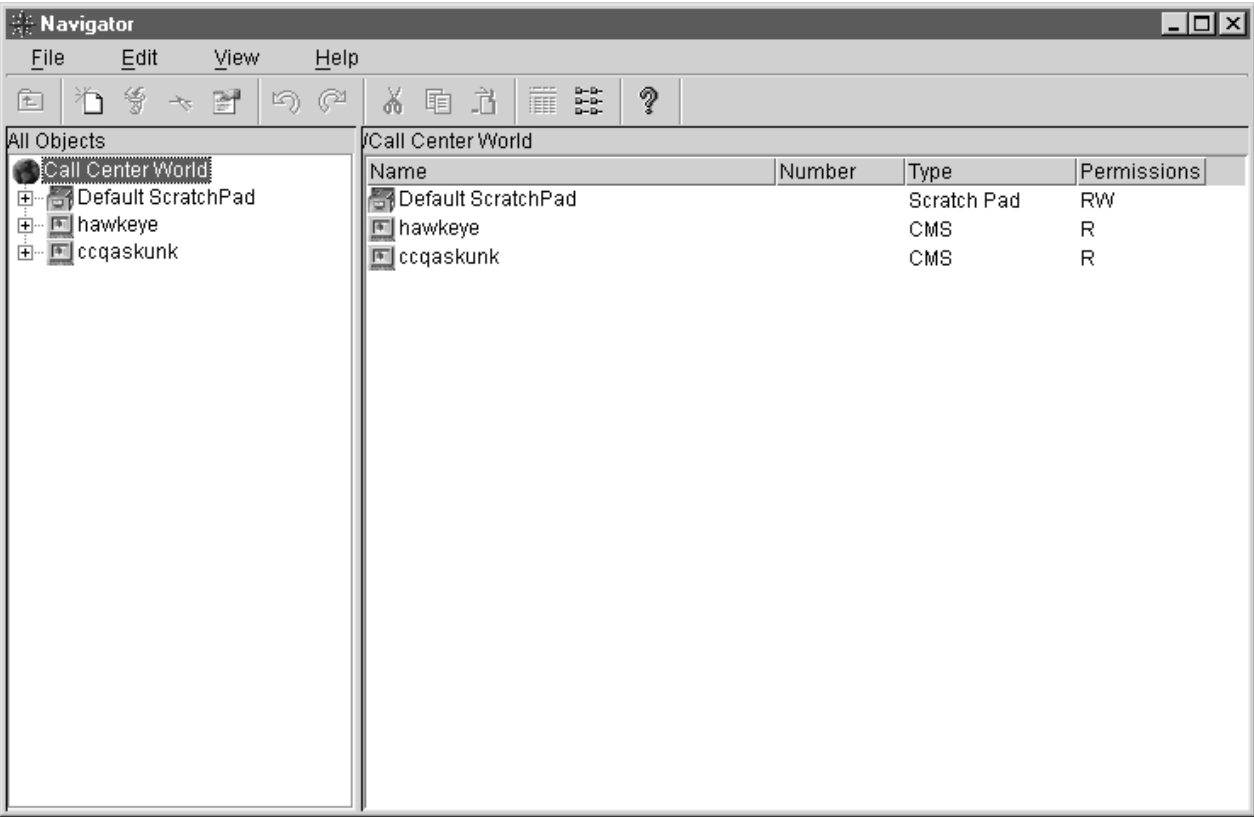 Navigator
File Edit View Help
All Objects
/Call Center World
Call Center World
Default ScratchPad
hawkeye
ccqaskunk
Name Number Type Permissions
Default ScratchPad Scratch Pad RW
hawkeye CMS R
ccqaskunk CMS R